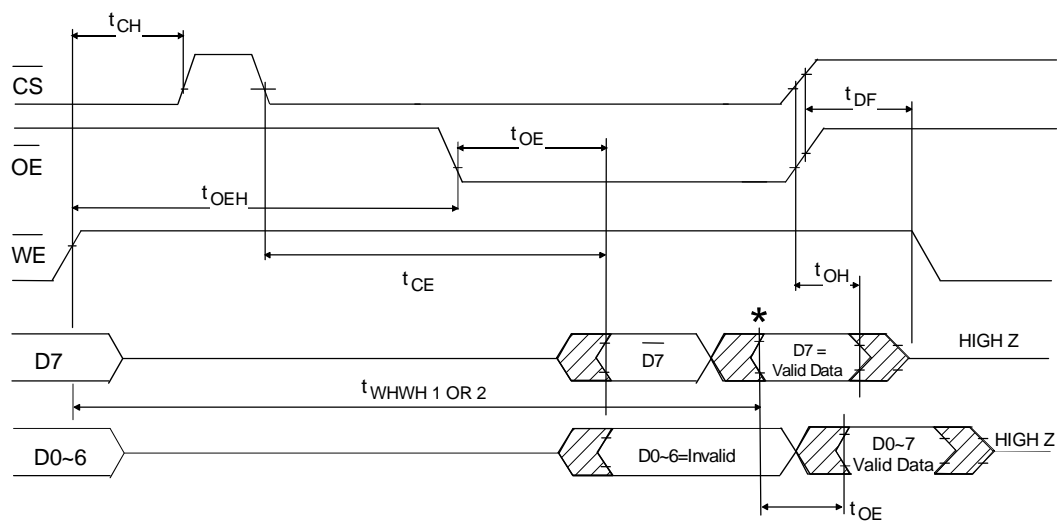 tCH
CS
tDF
tOE
OE
tOEH
WE
tCE
tOH
*
D7
D7
D7 =
Valid Data
HIGH Z
tWHWH 1 OR 2
D0~6
D0~6=Invalid
D0~7
Valid Data
HIGH Z
tOE